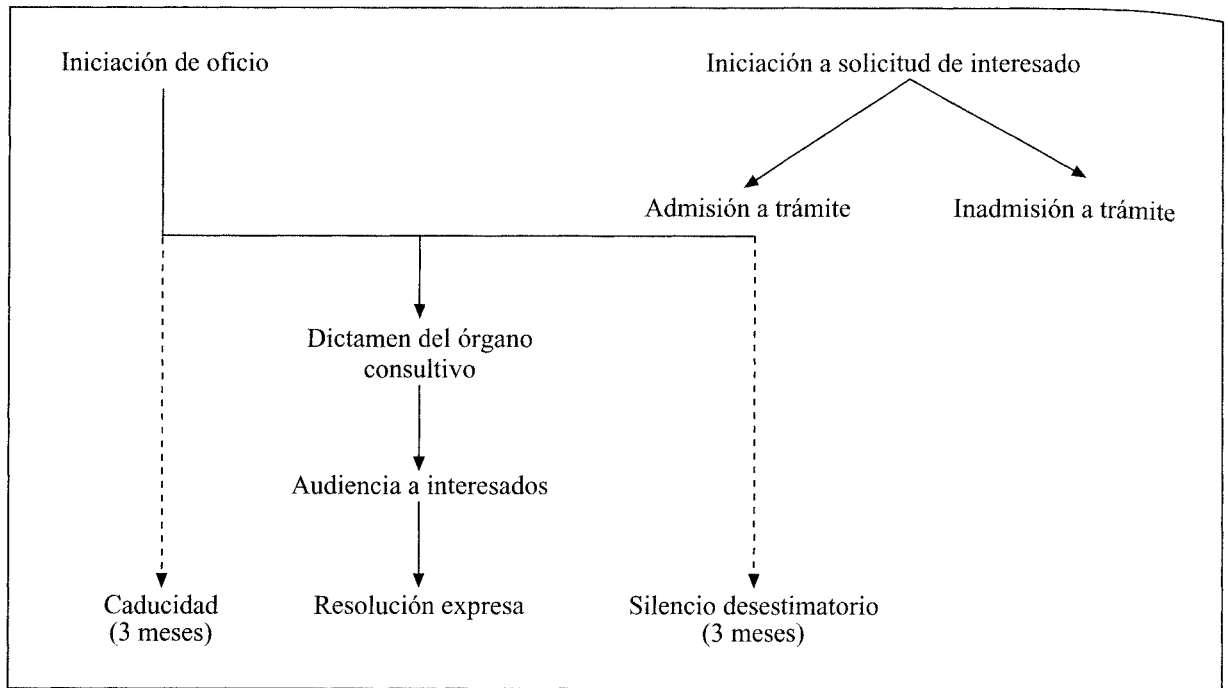 Iniciación de oficio
Iniciación a solicitud de interesado
Admisión a trámite
Inadmisión a trámite
Dictamen del órgano
consultivo
Audiencia a interesados
Caducidad
(3 meses)
Resolución expresa
Silencio desestimatorio
(3 meses)